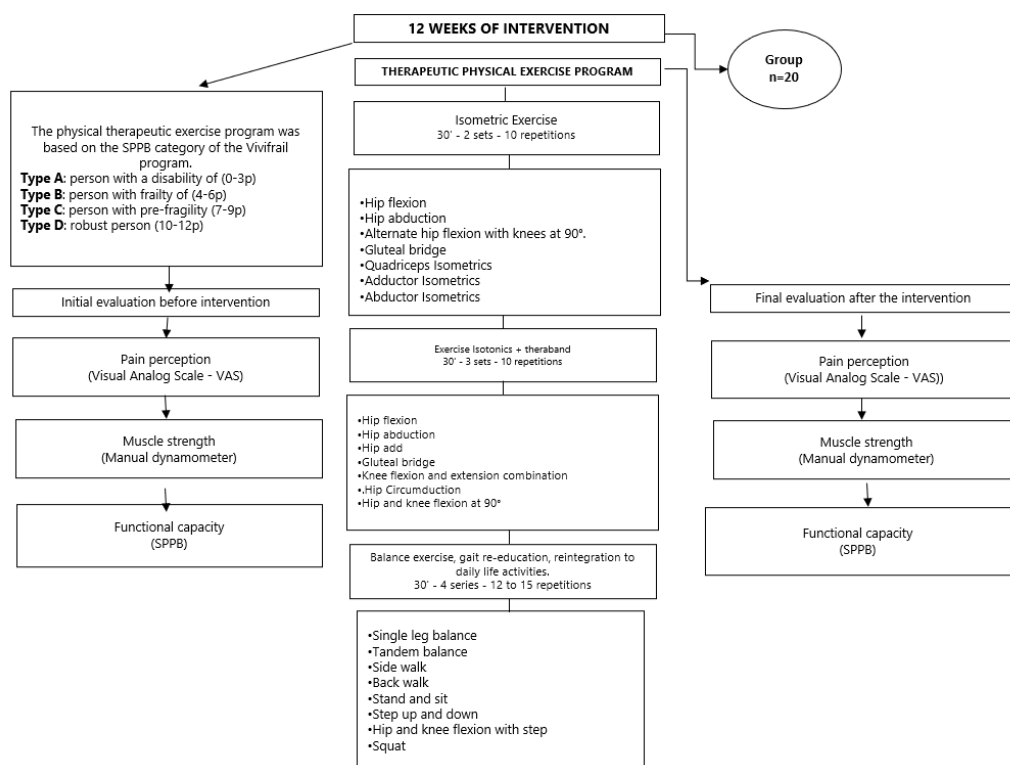 12 WEEKS OF INTERVENTION
Group
n=20
THERAPEUTIC PHYSICAL EXERCISE PROGRAM
The physical therapeutic exercise program was
based on the SPPB category of the Vivifrail
program.
Type A: person with a disability of (0-3p)
Type B: person with frailty of (4-6p)
Type C: person with pre-fragility (7-9p)
Type D: robust person (10-12p)
Initial evaluation before intervention
Pain perception
(Visual Analog Scale - VAS)
Muscle strength
(Manual dynamometer)
Functional capacity
(SPPB)
Isometric Exercise
30' - 2 sets - 10 repetitions
•Hip flexion
•Hip abduction
•Alternate hip flexion with knees at 90°.
•Gluteal bridge
•Quadriceps Isometrics
•Adductor Isometrics
•Abductor Isometrics
Exercise Isotonics + theraband
30' - 3 sets - 10 repetitions
•Hip flexion
•Hip abduction
•Hip add
•Gluteal bridge
•Knee flexion and extension combination
•.Hip Circumduction
•Hip and knee flexion at 90°
Balance exercise, gait re-education, reintegration to
daily life activities.
30' - 4 series - 12 to 15 repetitions
•Single leg balance
•Tandem balance
•Side walk
•Back walk
•Stand and sit
•Step up and down
•Hip and knee flexion with step
•Squat
Final evaluation after the intervention
Pain perception
(Visual Analog Scale - VAS))
Muscle strength
(Manual dynamometer)
Functional capacity
(SPPB)